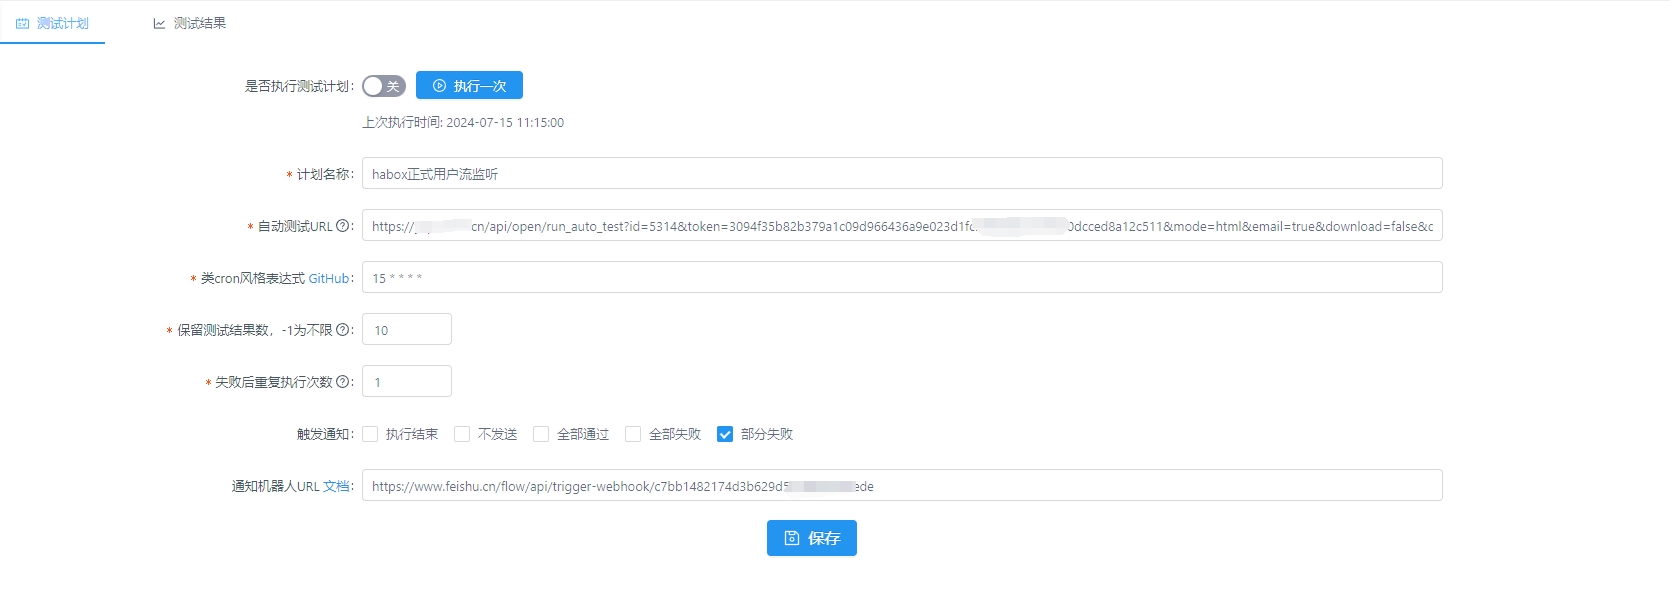 测试计划 测试结果
是否执行测试计划: 关 执行一次
上次执行时间: 2024-07-15 11:15:00
* 计划名称: habox正式用户流监听
* 自动测试URL ?: https:// cn/api/open/run_auto_test?id=5314&token=3094f35b82b379a1c09d966436a9e023d1fc 0dcced8a12c511&mode=html&email=true&download=false&c
* 类cron风格表达式 GitHub: 15 * * * *
* 保留测试结果数，-1为不限 ?: 10
* 失败后重复执行次数 ?: 1
触发通知: 执行结束 不发送 全部通过 全部失败 部分失败
通知机器人URL 文档: https://www.feishu.cn/flow/api/trigger-webhook/c7bb1482174d3b629d5 ede
保存